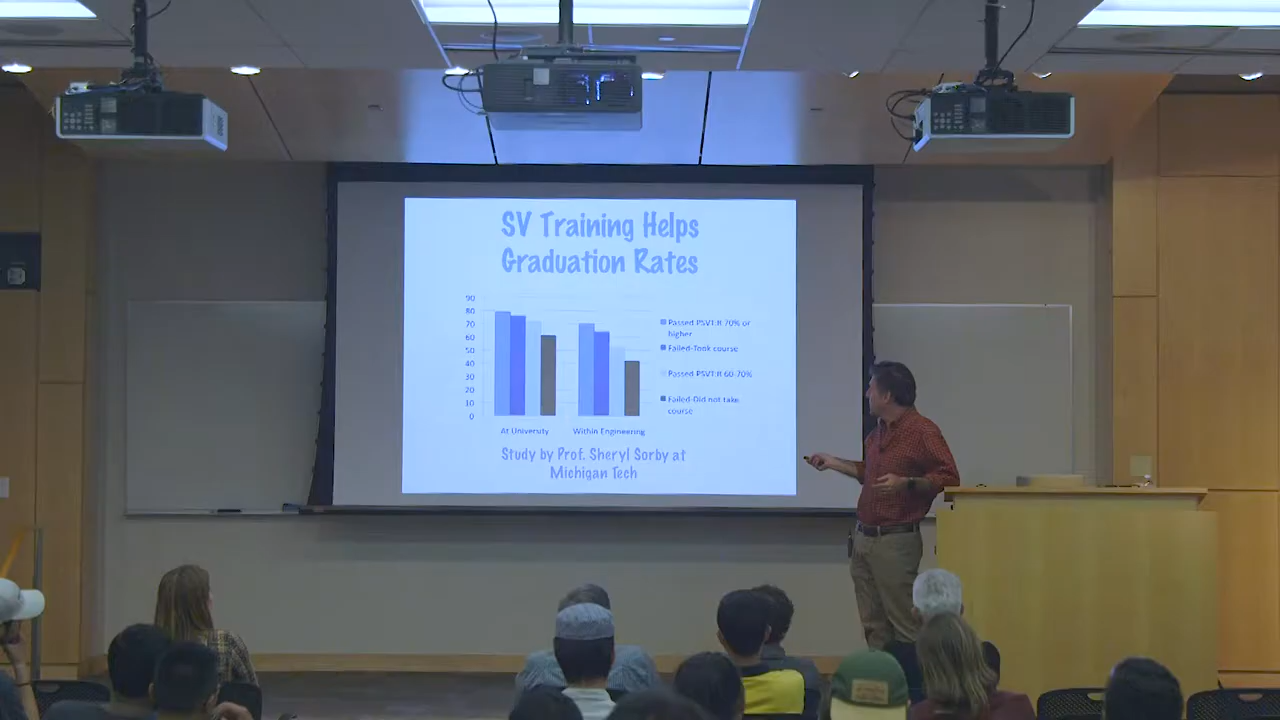 SV Training Helps
Graduation Rates
90
80
70
60
50
40
30
20
10
0
At University
Within Engineering
Passed PSVT:R 70% or
higher
Failed-Took course
Passed PSVT:R 60-70%
Failed-Did not take
course
Study by Prof. Sheryl Sorby at
Michigan Tech